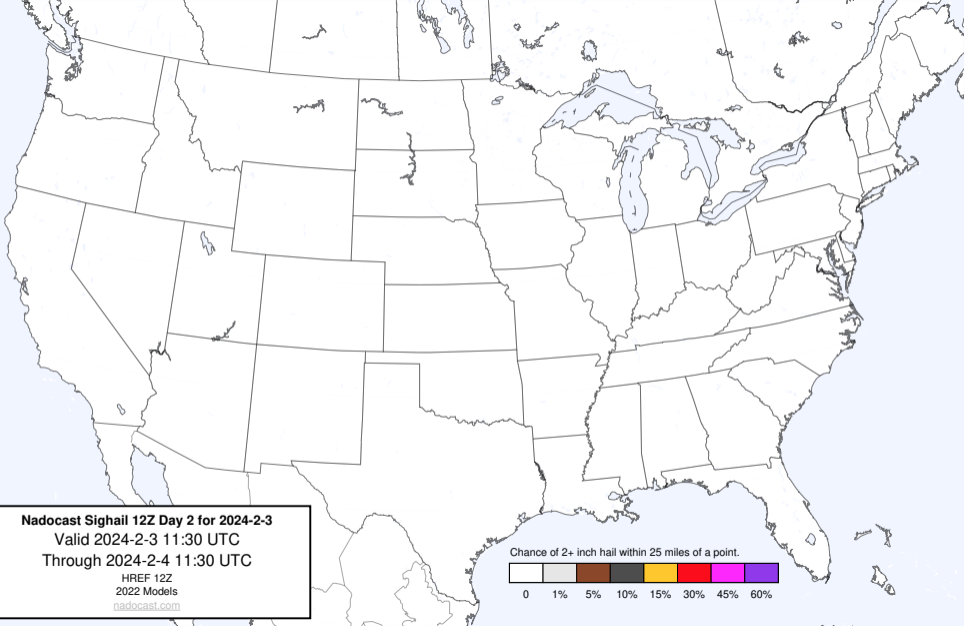 Nadocast Sighail 12Z Day 2 for 2024-2-3
Valid 2024-2-3 11:30 UTC
Through 2024-2-4 11:30 UTC
HREF 12Z
2022 Models
nadocast.com
Chance of 2+ inch hail within 25 miles of a point.
0 1% 5% 10% 15% 30% 45% 60%